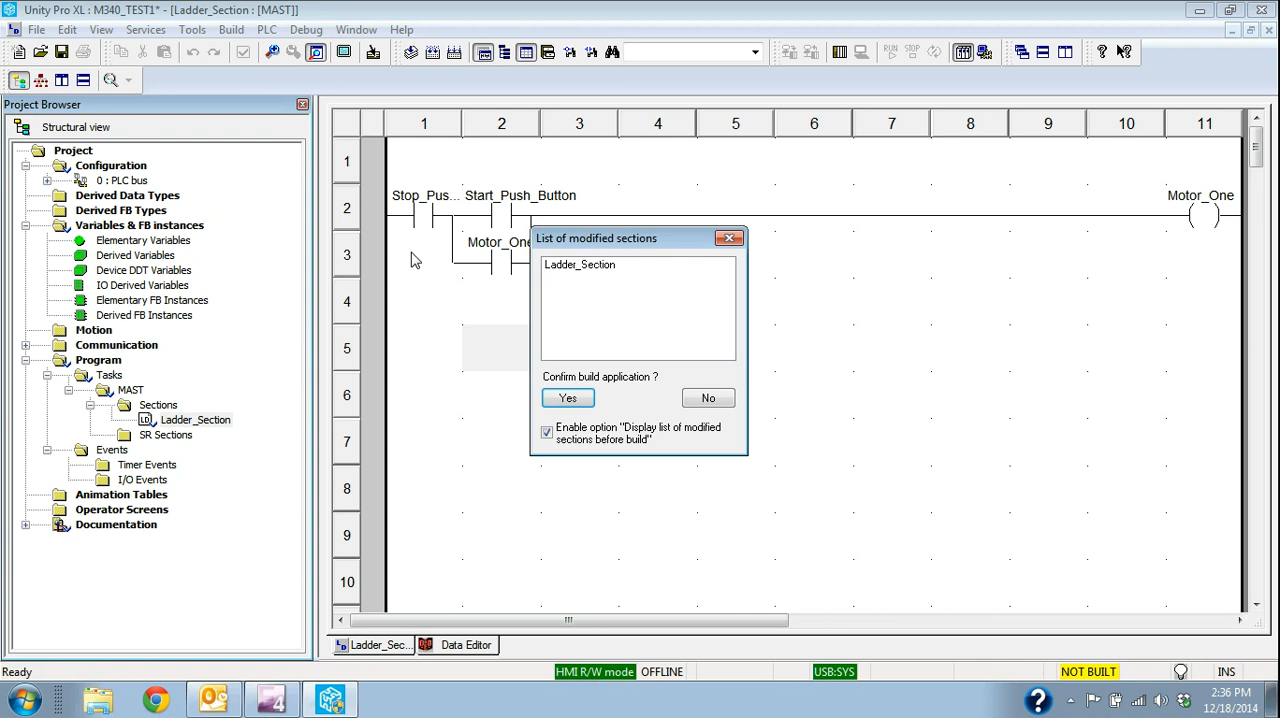 Unity Pro XL : M340_TEST1* - [Ladder_Section : [MAST]]
File Edit View Services Tools Build PLC Debug Window Help
Project Browser
Structural view
Project
Configuration
0 : PLC bus
Derived Data Types
Derived FB Types
Variables & FB instances
Elementary Variables
Derived Variables
Device DDT Variables
IO Derived Variables
Elementary FB Instances
Derived FB Instances
Motion
Communication
Program
Tasks
MAST
Sections
LD Ladder_Section
SR Sections
Events
Timer Events
I/O Events
Animation Tables
Operator Screens
Documentation
1 2 3 4 5 6 7 8 9 10 11
1
Stop_Pus... Start_Push_Button Motor_One
2
Motor_One
3
4
5
6
7
8
9
10
List of modified sections
Ladder_Section
Confirm build application ?
Yes No
Enable option "Display list of modified
sections before build"
Ladder_Sec... Data Editor
Ready HMI R/W mode OFFLINE USB:SYS NOT BUILT INS
2:36 PM
12/18/2014